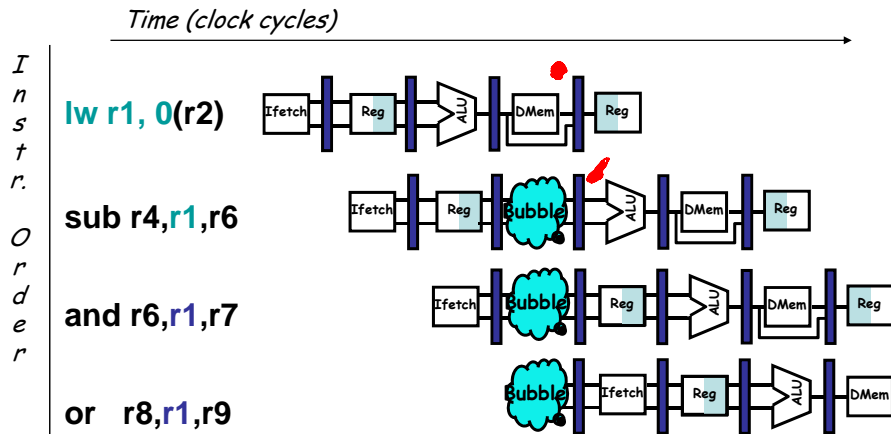 Time (clock cycles)
Instr. Order
lw r1, 0(r2)
Ifetch Reg ALU DMem Reg
sub r4,r1,r6
Ifetch Reg Bubble ALU DMem Reg
and r6,r1,r7
Ifetch Bubble Reg ALU DMem Reg
or r8,r1,r9
Bubble Ifetch Reg ALU DMem